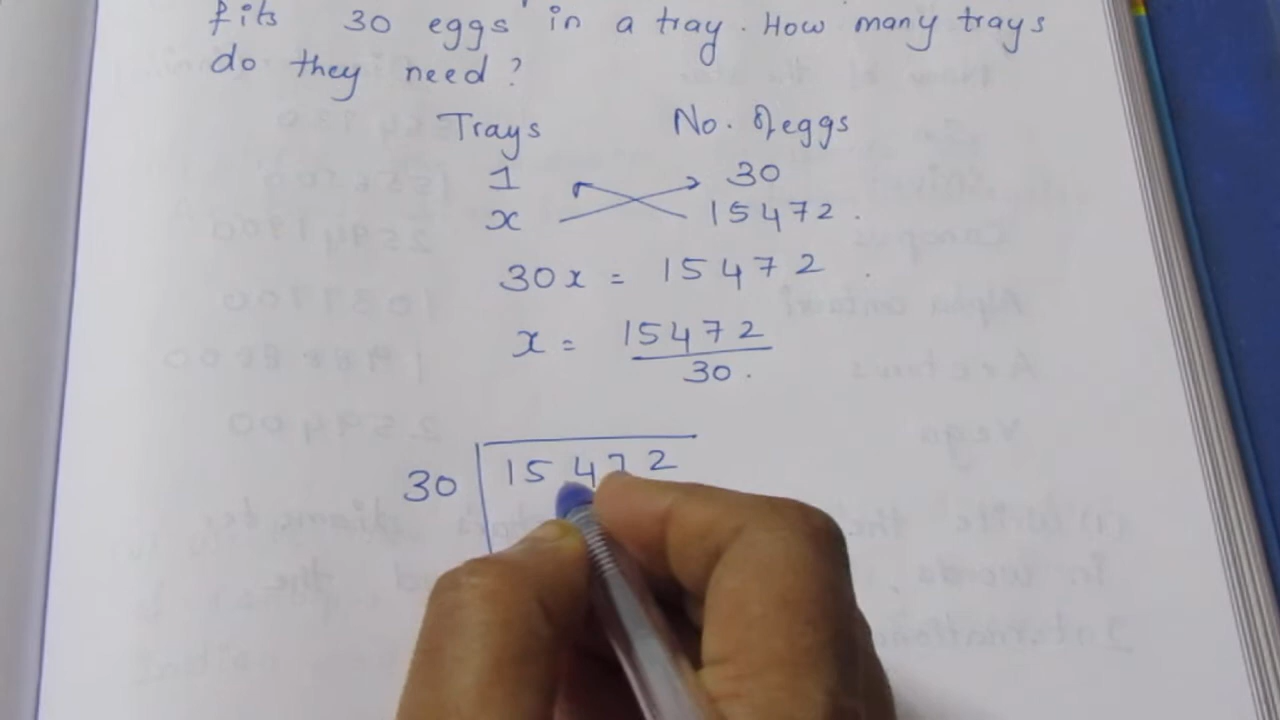 fits 30 eggs in a tray. How many trays
do they need?
Trays No. of eggs
1 30
x 15472.
30x = 15472
x = 15472
30.
30 15472